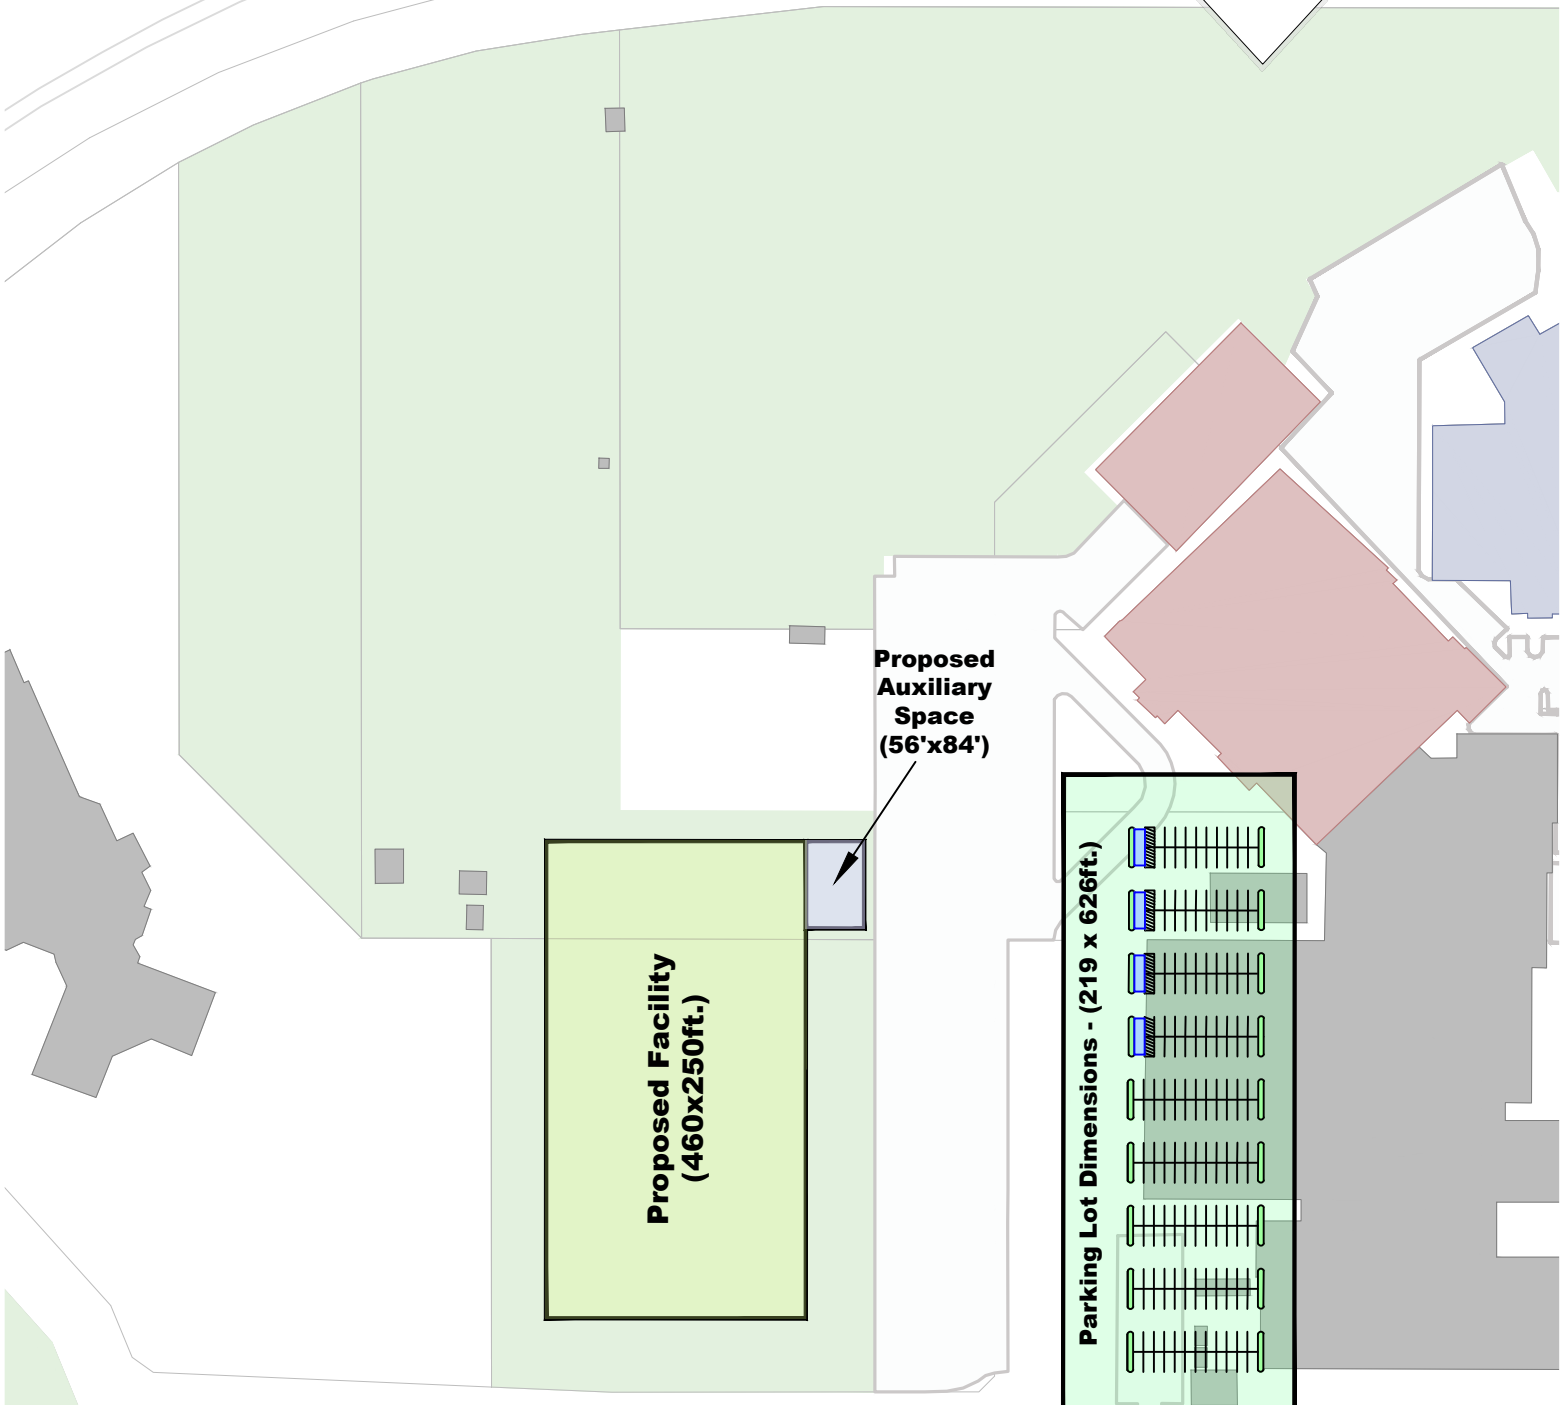 Proposed
Auxiliary
Space
(56'x84')
Proposed Facility
(460x250ft.)
Parking Lot Dimensions - (219 x 626ft.)